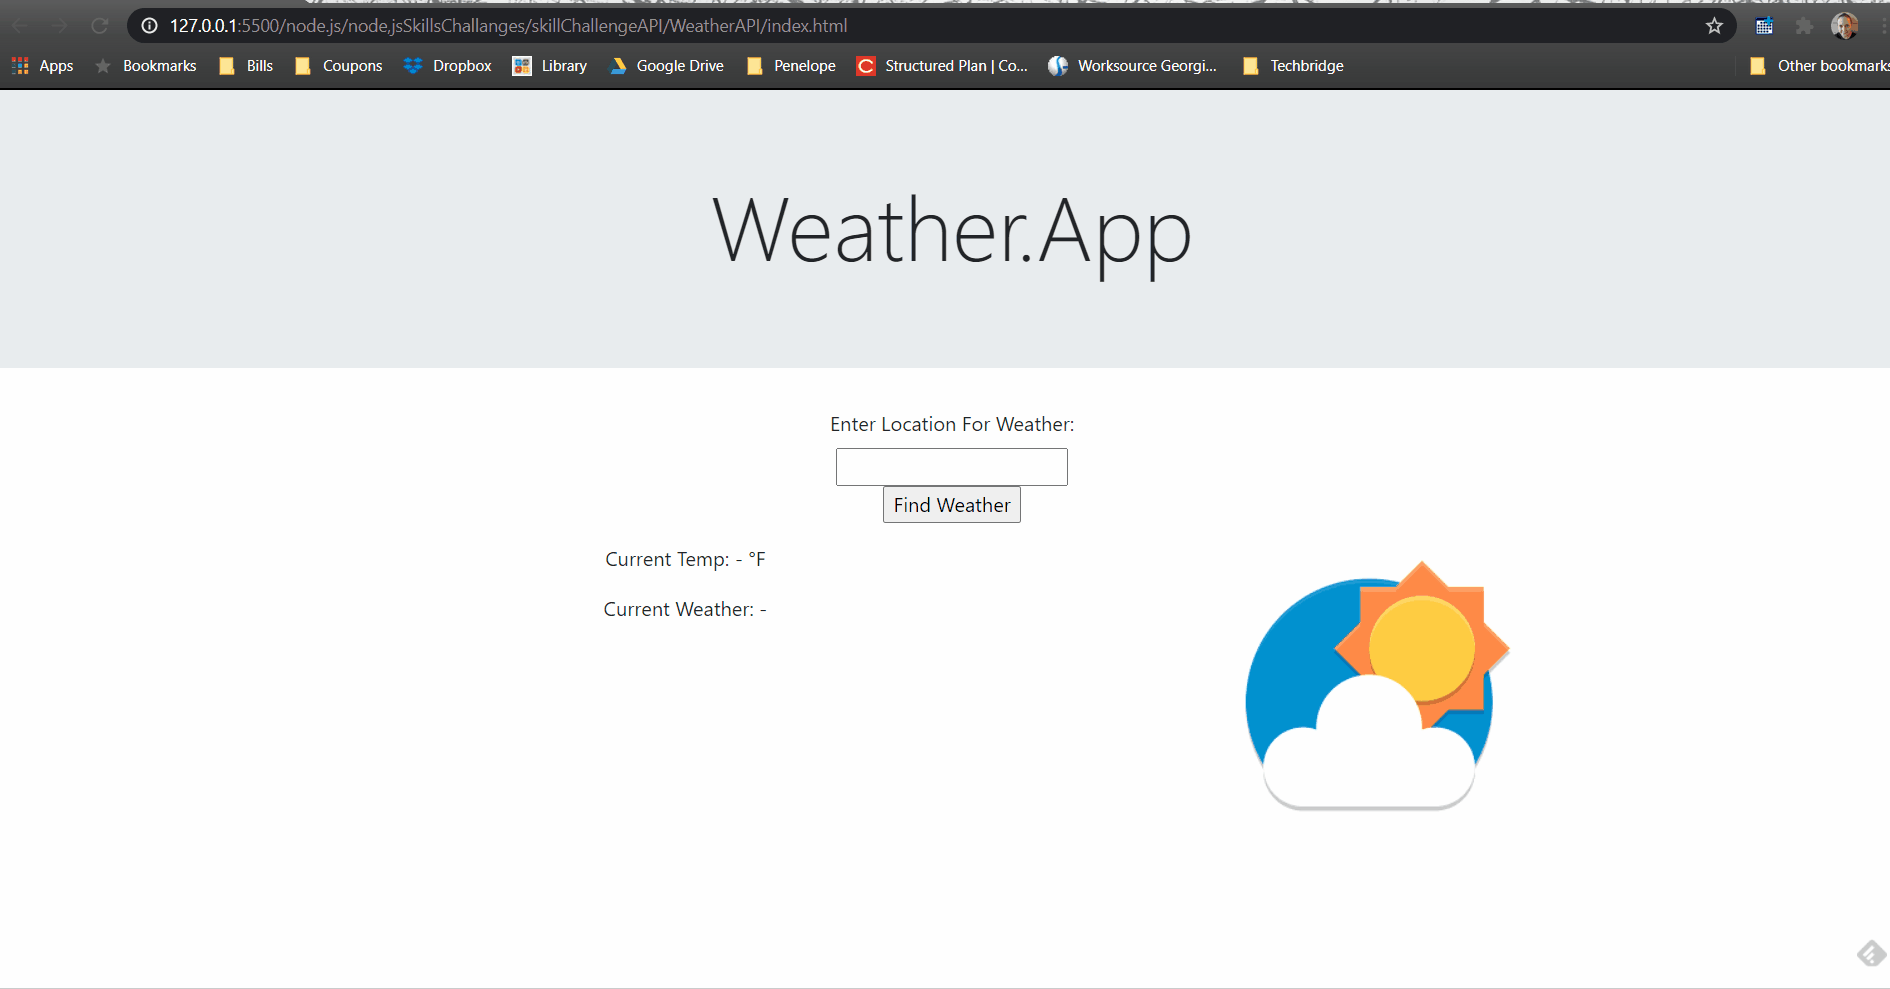 127.0.0.1:5500/node.js/node,jsSkillsChallanges/skillChallengeAPI/WeatherAPI/index.html
Apps Bookmarks Bills Coupons Dropbox Library Google Drive Penelope Structured Plan | Co... Worksource Georgi... Techbridge Other bookmarks
Weather.App
Enter Location For Weather:
Find Weather
Current Temp: - °F
Current Weather: -